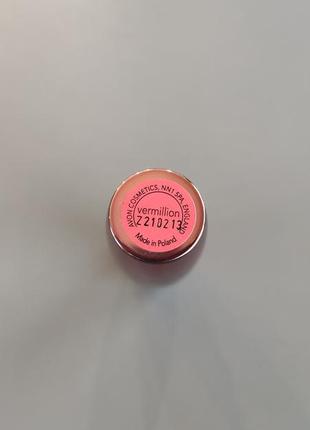 AVON COSMETICS, NN1 5PA, ENGLAND
vermillion
Z210213
Made in Poland